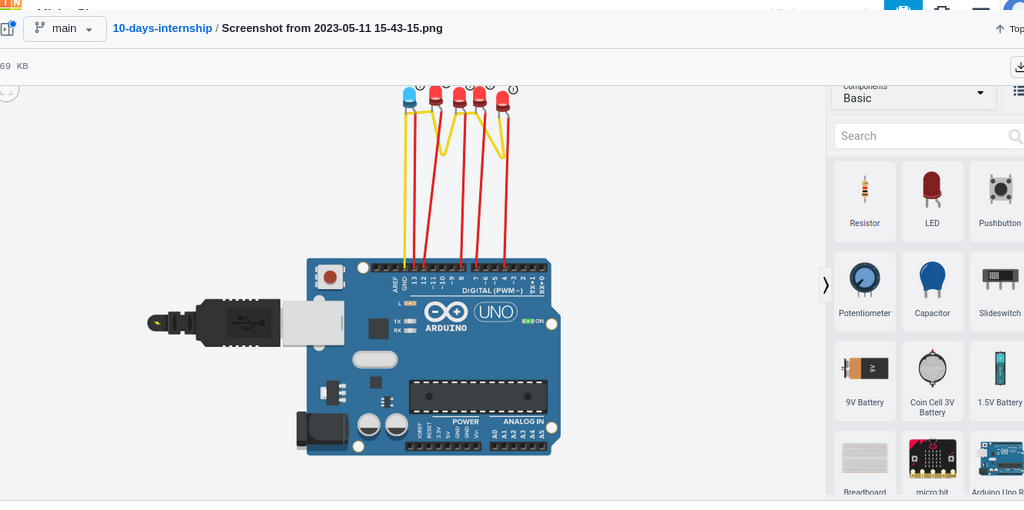 main
10-days-internship / Screenshot from 2023-05-11 15-43-15.png
Top
69 KB
Components
Basic
Search
Resistor
LED
Pushbutton
Potentiometer
Capacitor
Slideswitch
9V
9V Battery
Coin Cell 3V
Battery
1.5V Battery
Breadboard
micro:bit
Arduino Uno R
AREF
GND
13
12
~11
~10
~9
8
7
~6
~5
4
~3
2
TX→1
RX←0
DIGITAL (PWM~)
L
TX
RX
ARDUINO
UNO
ON
POWER
ANALOG IN
IOREF
RESET
3.3V
5V
GND
GND
Vin
A0
A1
A2
A3
A4
A5